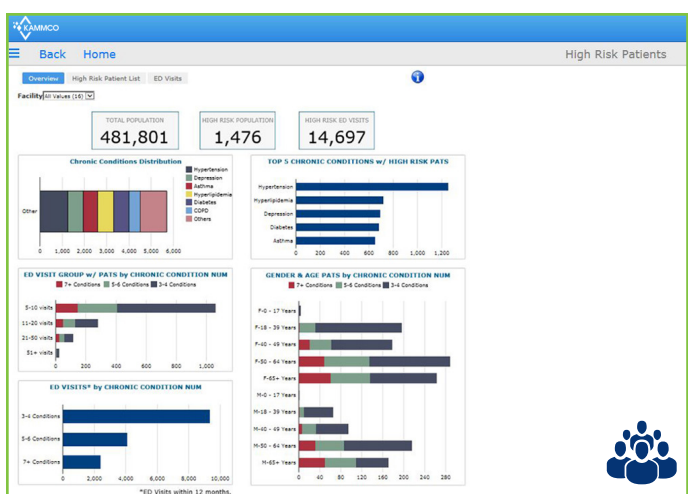 KAMMCO
Back Home High Risk Patients
Overview High Risk Patient List ED Visits
Facility All Values (16)
TOTAL POPULATION
481,801
HIGH RISK POPULATION
1,476
HIGH RISK ED VISITS
14,697
Chronic Conditions Distribution
Other
0 1,000 2,000 3,000 4,000 5,000 6,000
Hypertension
Depression
Asthma
Hyperlipidemia
Diabetes
COPD
Others
TOP 5 CHRONIC CONDITIONS w/ HIGH RISK PATS
Hypertension
Hyperlipidemia
Depression
Diabetes
Asthma
0 200 400 600 800 1,000 1,200
ED VISIT GROUP w/ PATS by CHRONIC CONDITION NUM
7+ Conditions 5-6 Conditions 3-4 Conditions
5-10 visits
11-20 visits
21-50 visits
51+ visits
0 200 400 600 800 1,000
ED VISITS* by CHRONIC CONDITION NUM
3-4 Conditions
5-6 Conditions
7+ Conditions
0 2,000 4,000 6,000 8,000 10,000
*ED Visits within 12 months.
GENDER & AGE PATS by CHRONIC CONDITION NUM
7+ Conditions 5-6 Conditions 3-4 Conditions
F-0 - 17 Years
F-18 - 39 Years
F-40 - 49 Years
F-50 - 64 Years
F-65+ Years
M-0 - 17 Years
M-18 - 39 Years
M-40 - 49 Years
M-50 - 64 Years
M-65+ Years
0 40 80 120 160 200 240 280